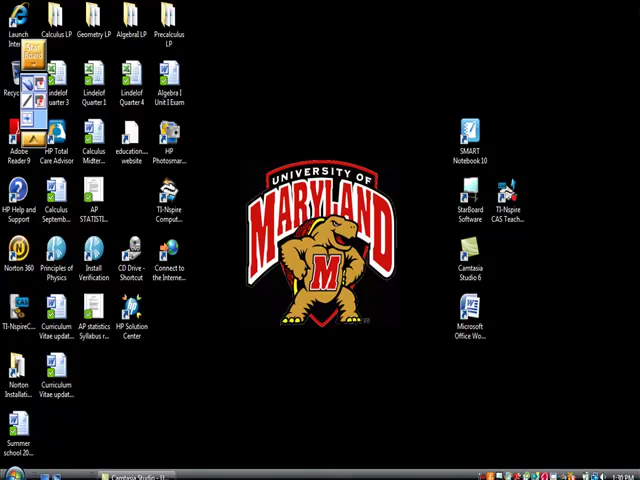 Launch
Inter...
Calculus LP
Geometry LP
AlgebraI LP
Precalculus
LP
Star
Board
Recyc
Lindelof
Quarter 3
Lindelof
Quarter 1
Lindelof
Quarter 4
Algebra I
Unit I Exam
Adobe
Reader 9
HP Total
Care Advisor
Calculus
Midter...
education....
website
HP
Photosmar...
SMART
Notebook 10
HP Help and
Support
Calculus
Septemb...
AP
STATISTI...
TI-Nspire
Comput...
StarBoard
Software
TI-Nspire
CAS Teach...
UNIVERSITY OF
MARYLAND
M
Norton 360
Principles of
Physics
Install
Verification
CD Drive -
Shortcut
Connect to
the Interne...
Camtasia
Studio 6
TI-NspireC...
Curriculum
Vitae updat...
AP statistics
Syllabus r...
HP Solution
Center
Microsoft
Office Wo...
Norton
Installati...
Curriculum
Vitae updat...
Summer
school 20...
Camtasia Studio - U...
1:30 PM